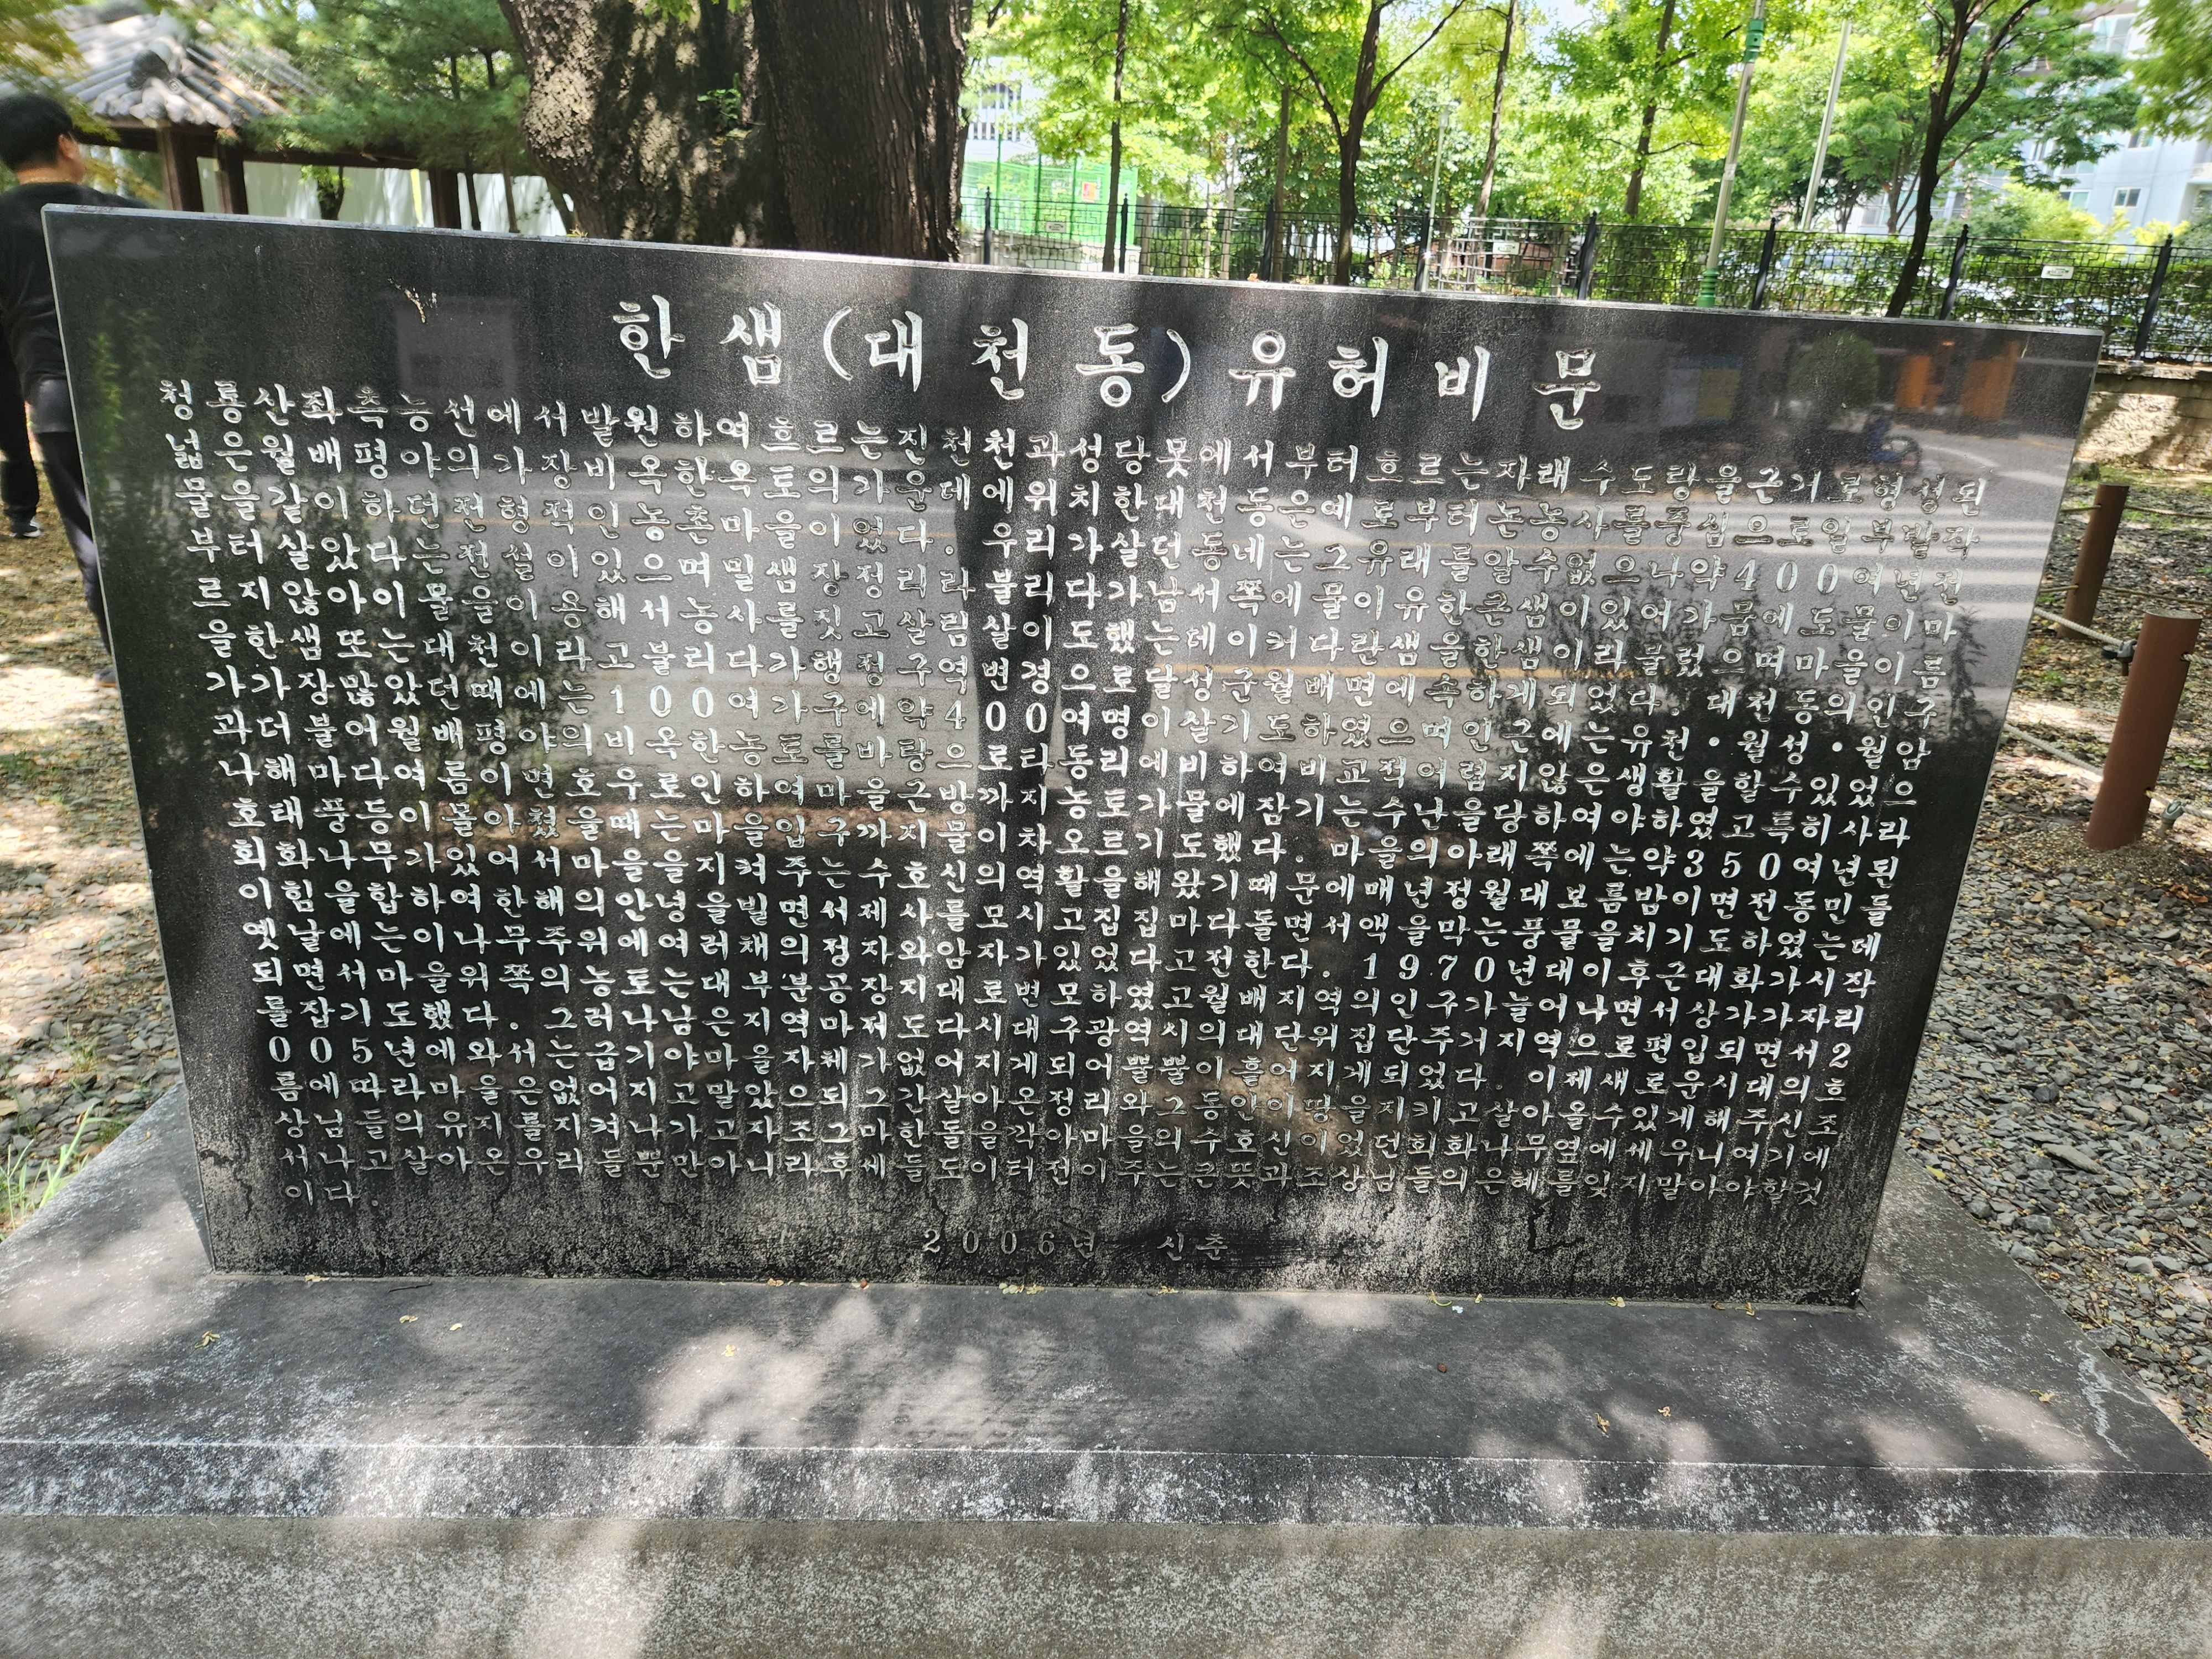 한샘(대천동)유허비문
청룡산좌측능선에서발원하여흐르는진천천과성당못에서부터흐르는자래수도랑을근거로형성된
넓은월배평야의가장비옥한옥토의가운데에위치한대천동은예로부터논농사를중심으로일부밭작
물을같이하던전형적인농촌마을이었다. 우리가살던동네는그유래를알수없으나약400여년전
부터살았다는전설이있으며밀샘장정리라불리다가남서쪽에물이유한큰샘이있어가뭄에도물이마
르지않아이물을이용해서농사를짓고살림살이도했는데이커다란샘을한샘이라불렀으며마을이름
을한샘또는대천이라고불리다가행정구역변경으로달성군월배면에속하게되었다. 대천동의인구
가가장많았던때에는100여가구에약400여명이살기도하였으며인근에는유천·월성·월암
과더불어월배평야의비옥한농토를바탕으로타동리에비하여비교적어렵지않은생활을할수있었으
나해마다여름이면호우로인하여마을근방까지농토가물에잠기는수난을당하여야하였고특히사라
호태풍등이몰아쳤을때는마을입구까지물이차오르기도했다. 마을의아래쪽에는약350여년된
회화나무가있어서마을을지켜주는수호신의역활을해왔기때문에매년정월대보름밤이면전동민들
이힘을합하여한해의안녕을빌면서제사를모시고집집마다돌면서액을막는풍물을치기도하였는데
옛날에는이나무주위에여러채의정자와암자가있었다고전한다. 1970년대이후근대화가시작
되면서마을위쪽의농토는대부분공장지대로변모하였고월배지역의인구가늘어나면서상가가자리
를잡기도했다. 그러나남은지역마저도다시대구광역시의대단위집단주거지역으로편입되면서2
005년에와서는급기야마을자체가없어지게되어뿔뿔이흩어지게되었다. 이제새로운시대의흐
름에따라마을은없어지고말았으되그간살아온정리와그동안이땅을지키고살아올수있게해주신조
상님들의유지를지켜나가고자조그마한돌을깍아마을의수호신이었던회화나무옆에세우니여기에
서나고살아온우리들뿐만아니라후세들도이터전이주는큰뜻과조상님들의은혜를잊지말아야할것
이다.
2006년 신춘